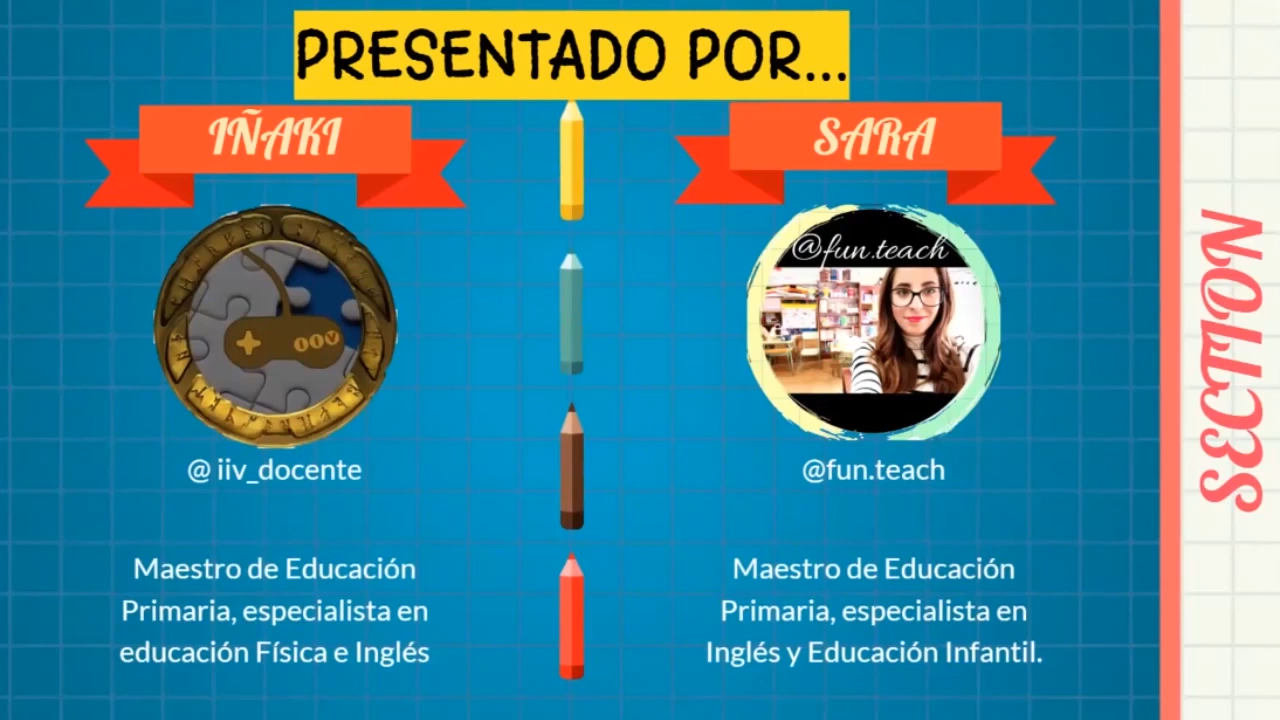 PRESENTADO POR...
IÑAKI
IIV
@ iiv_docente
Maestro de Educación
Primaria, especialista en
educación Física e Inglés
SARA
@fun.teach
@fun.teach
Maestro de Educación
Primaria, especialista en
Inglés y Educación Infantil.
SECTION